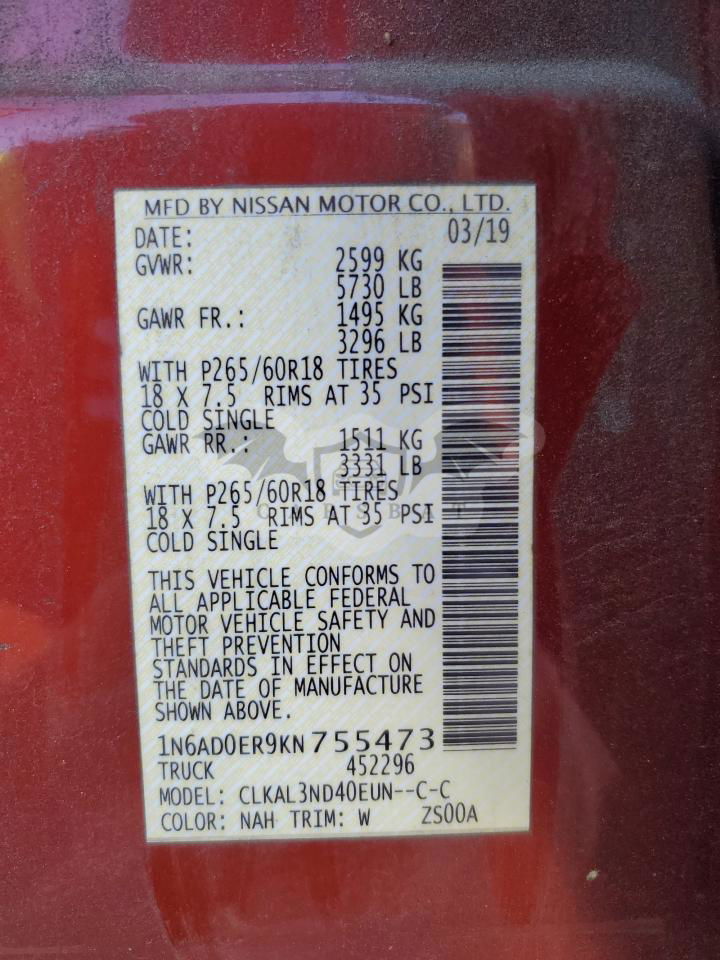 MFD BY NISSAN MOTOR CO., LTD.
DATE: 03/19
GVWR: 2599 KG
5730 LB
GAWR FR.: 1495 KG
3296 LB
WITH P265/60R18 TIRES
18 X 7.5 RIMS AT 35 PSI
COLD SINGLE
GAWR RR.: 1511 KG
3331 LB
WITH P265/60R18 TIRES
18 X 7.5 RIMS AT 35 PSI
COLD SINGLE
THIS VEHICLE CONFORMS TO
ALL APPLICABLE FEDERAL
MOTOR VEHICLE SAFETY AND
THEFT PREVENTION
STANDARDS IN EFFECT ON
THE DATE OF MANUFACTURE
SHOWN ABOVE.
1N6AD0ER9KN755473
TRUCK 452296
MODEL: CLKAL3ND40EUN--C-C
COLOR: NAH TRIM: W ZS00A